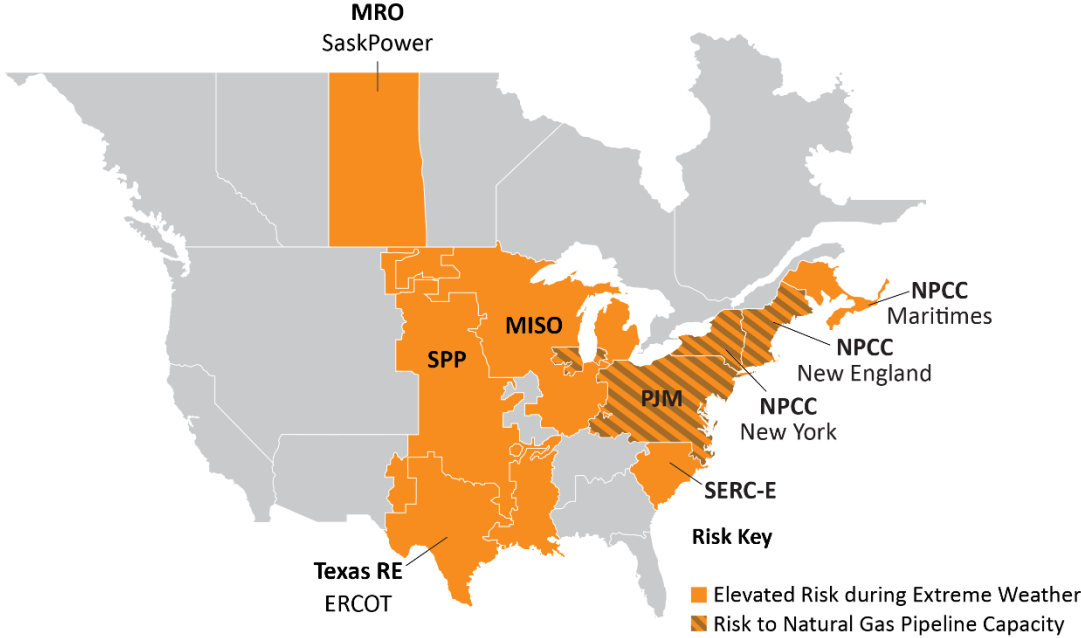 MRO
SaskPower
MISO
SPP
PJM
NPCC
Maritimes
NPCC
New England
NPCC
New York
SERC-E
Texas RE
ERCOT
Risk Key
Elevated Risk during Extreme Weather
Risk to Natural Gas Pipeline Capacity